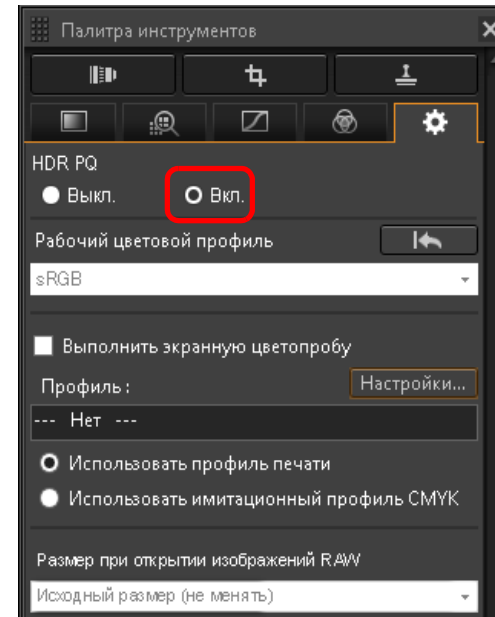 Палитра инструментов
HDR PQ
Выкл. Вкл.
Рабочий цветовой профиль
sRGB
Выполнить экранную цветопробу
Профиль: Настройки...
--- Нет ---
Использовать профиль печати
Использовать имитационный профиль CMYK
Размер при открытии изображений RAW
Исходный размер (не менять)